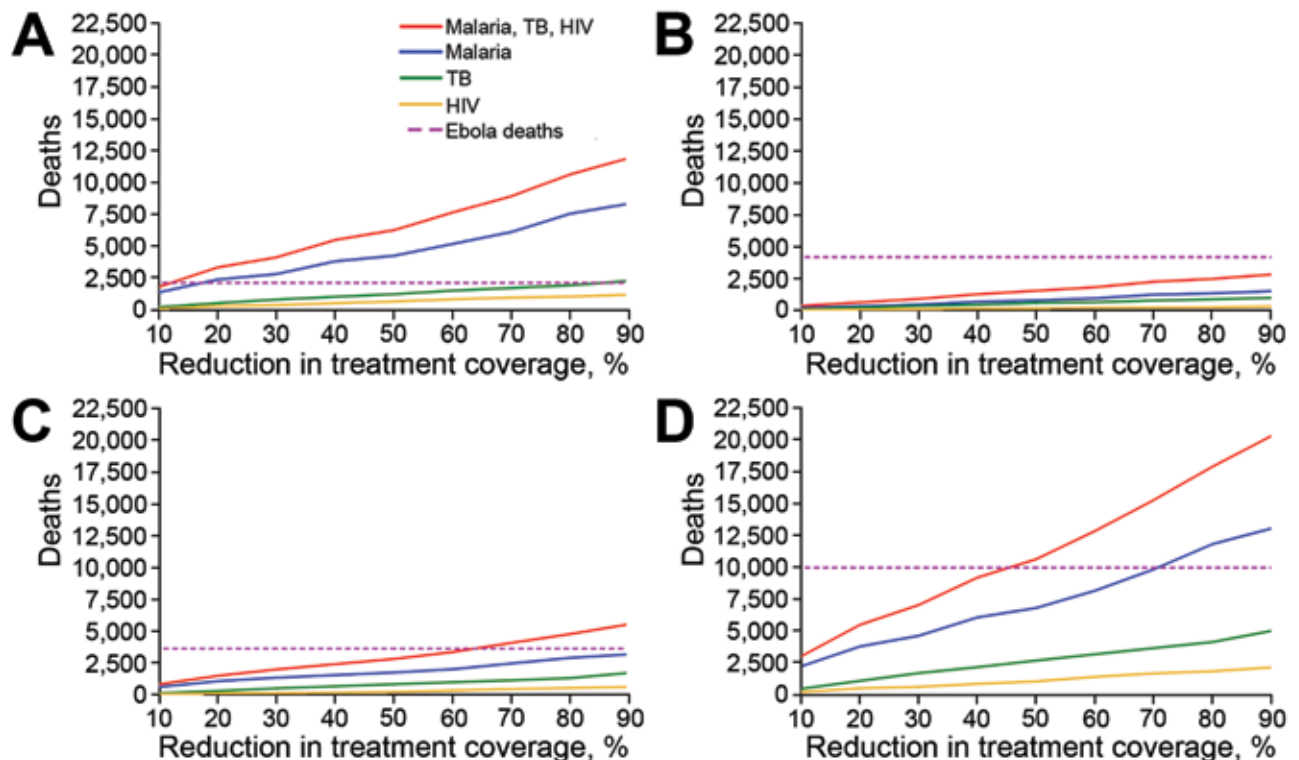 A
22,500
20,000
17,500
15,000
12,500
10,000
7,500
5,000
2,500
0
Deaths
Malaria, TB, HIV
Malaria
TB
HIV
Ebola deaths
10 20 30 40 50 60 70 80 90
Reduction in treatment coverage, %
B
22,500
20,000
17,500
15,000
12,500
10,000
7,500
5,000
2,500
0
Deaths
10 20 30 40 50 60 70 80 90
Reduction in treatment coverage, %
C
22,500
20,000
17,500
15,000
12,500
10,000
7,500
5,000
2,500
0
Deaths
10 20 30 40 50 60 70 80 90
Reduction in treatment coverage, %
D
22,500
20,000
17,500
15,000
12,500
10,000
7,500
5,000
2,500
0
Deaths
10 20 30 40 50 60 70 80 90
Reduction in treatment coverage, %